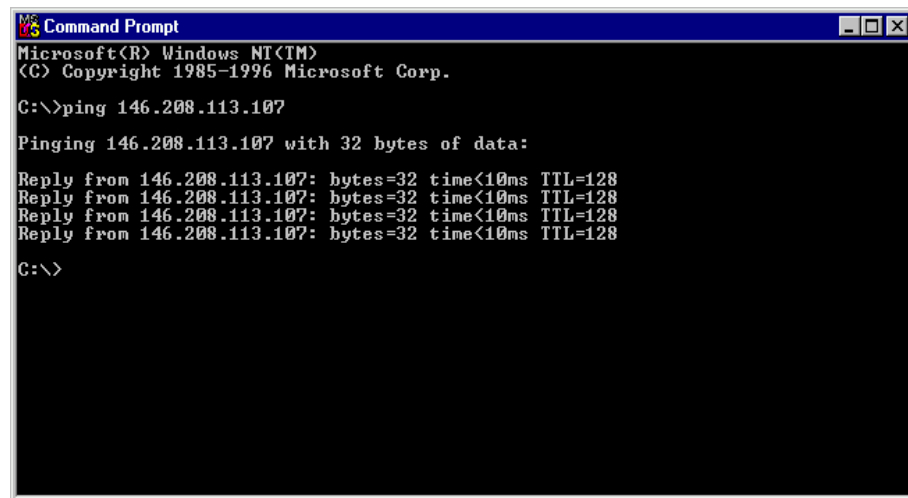 MS DOS Command Prompt
Microsoft(R) Windows NT(TM)
(C) Copyright 1985-1996 Microsoft Corp.
C:\>ping 146.208.113.107
Pinging 146.208.113.107 with 32 bytes of data:
Reply from 146.208.113.107: bytes=32 time<10ms TTL=128
Reply from 146.208.113.107: bytes=32 time<10ms TTL=128
Reply from 146.208.113.107: bytes=32 time<10ms TTL=128
Reply from 146.208.113.107: bytes=32 time<10ms TTL=128
C:\>